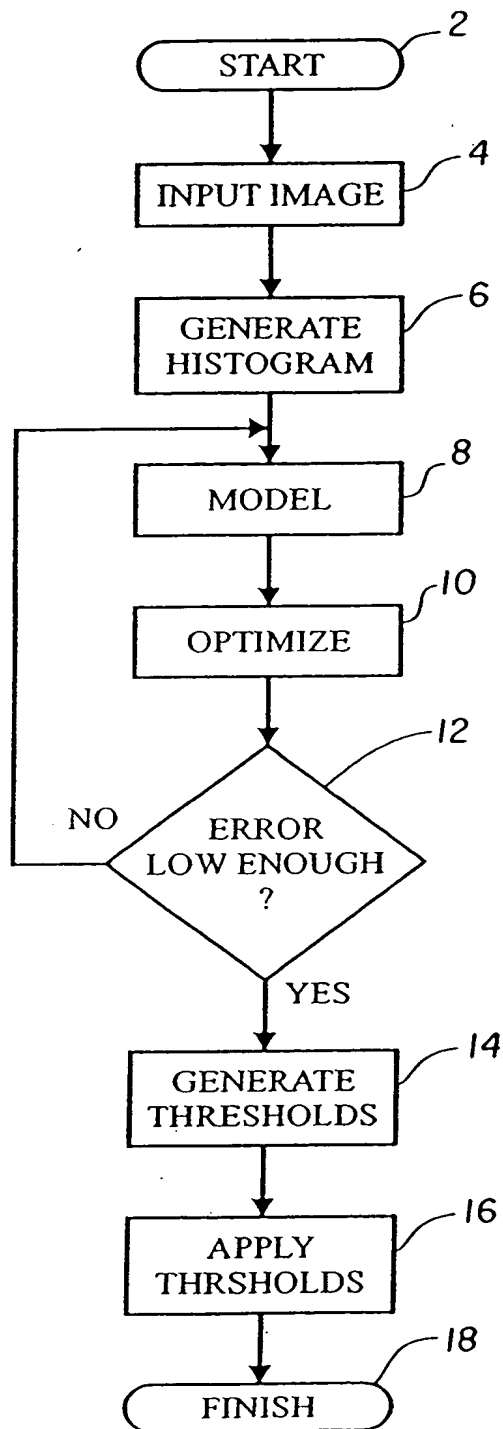 2
START
4
INPUT IMAGE
6
GENERATE
HISTOGRAM
8
MODEL
10
OPTIMIZE
12
NO
ERROR
LOW ENOUGH
?
YES
14
GENERATE
THRESHOLDS
16
APPLY
THRSHOLDS
18
FINISH